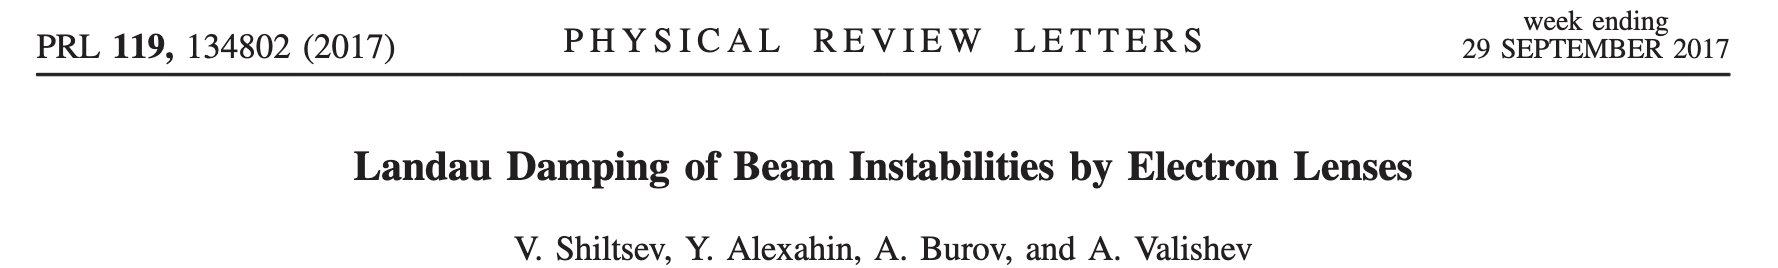 week ending
PRL 119, 134802 (2017) PHYSICAL REVIEW LETTERS 29 SEPTEMBER 2017
Landau Damping of Beam Instabilities by Electron Lenses
V. Shiltsev, Y. Alexahin, A. Burov, and A. Valishev